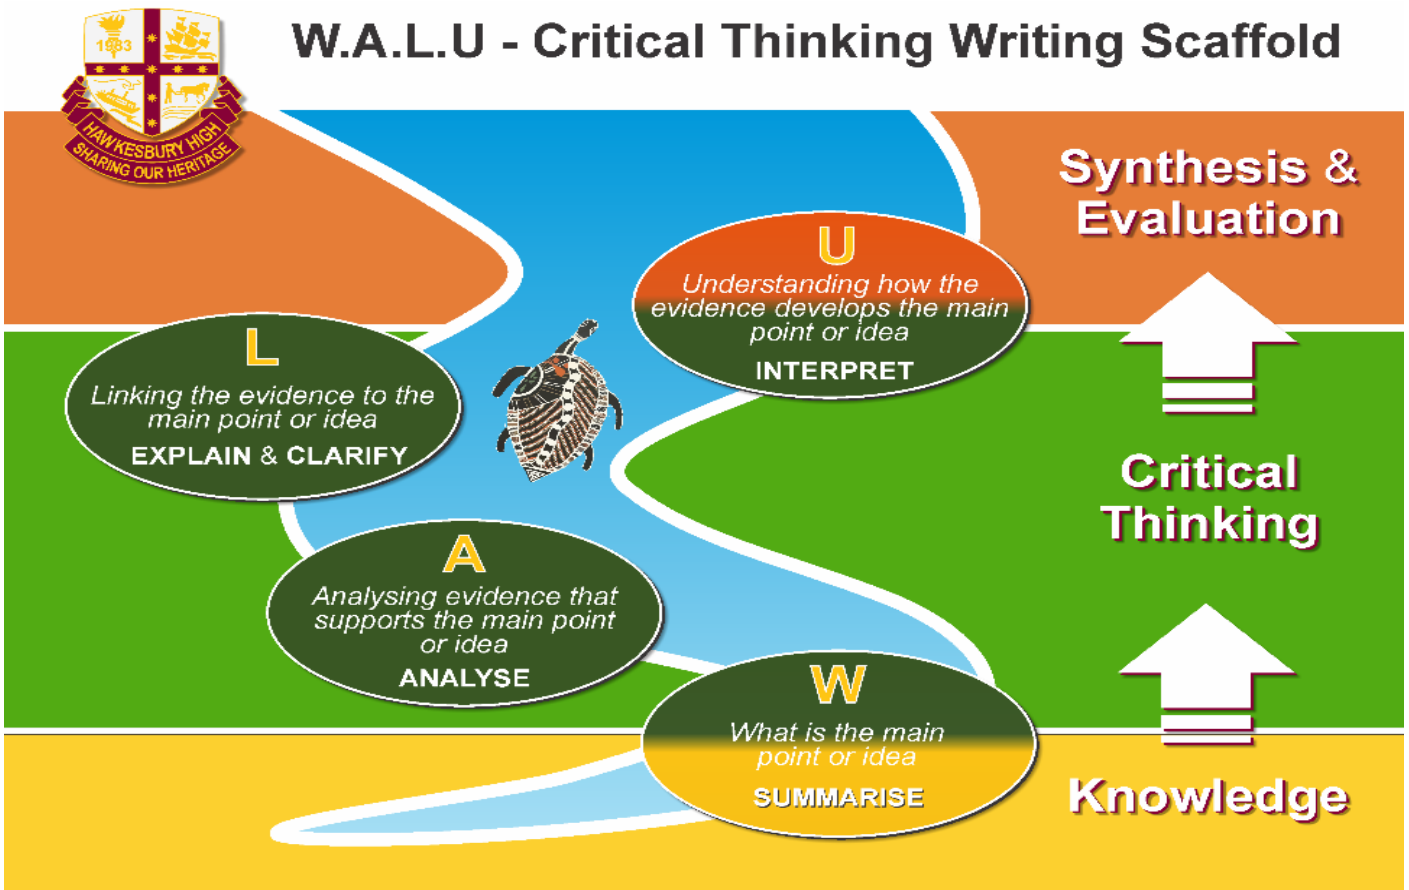 W.A.L.U - Critical Thinking Writing Scaffold
1983
HAWKESBURY HIGH
SHARING OUR HERITAGE
Synthesis &
Evaluation
U
Understanding how the
evidence develops the main
point or idea
INTERPRET
L
Linking the evidence to the
main point or idea
EXPLAIN & CLARIFY
Critical
Thinking
A
Analysing evidence that
supports the main point
or idea
ANALYSE
W
What is the main
point or idea
SUMMARISE
Knowledge